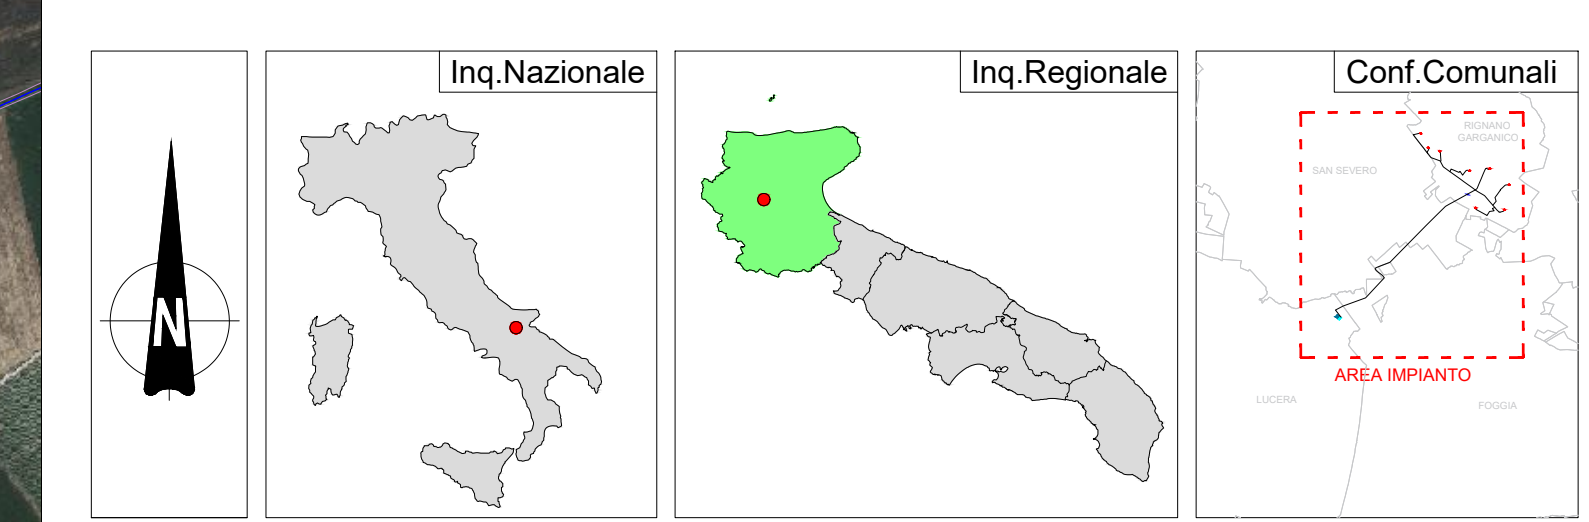 N
Inq.Nazionale
Inq.Regionale
Conf.Comunali
RIGNANO
GARGANICO
SAN SEVERO
AREA IMPIANTO
LUCERA
FOGGIA